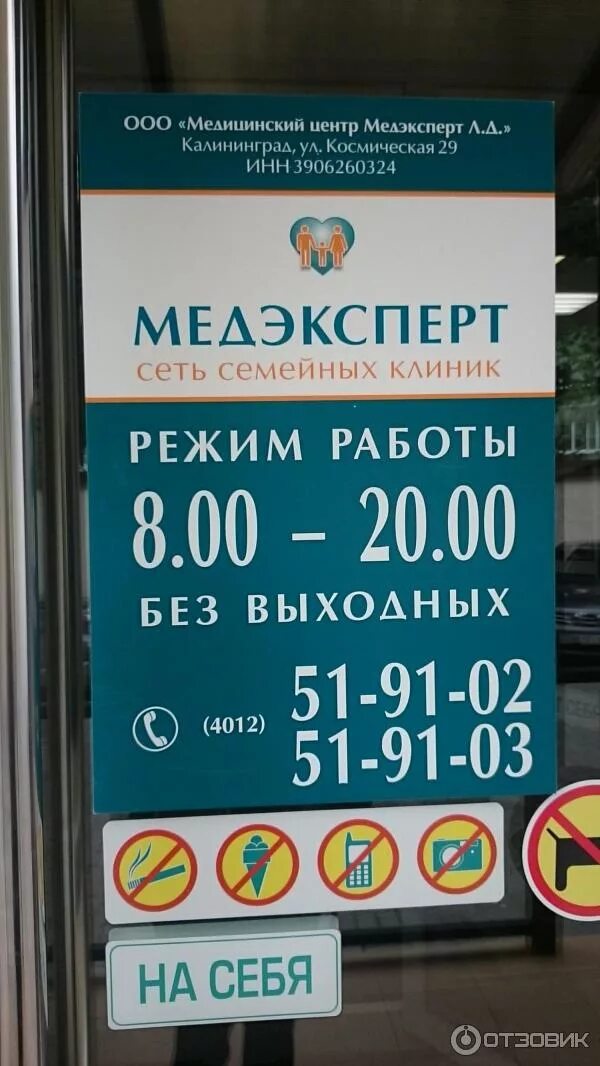 ООО «Медицинский центр Медэксперт Л.Д.»
Калининград, ул. Космическая 29
ИНН 3906260324
МЕДЭКСПЕРТ
сеть семейных клиник
РЕЖИМ РАБОТЫ
8.00 – 20.00
БЕЗ ВЫХОДНЫХ
(4012) 51-91-02
51-91-03
НА СЕБЯ
ОТЗОВИК